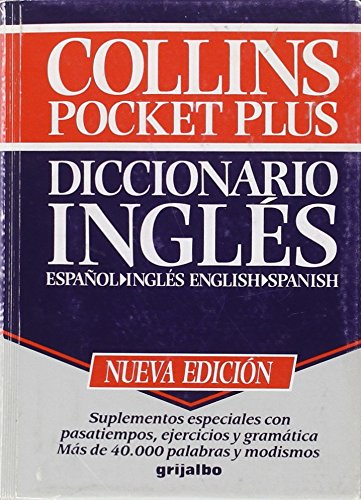 COLLINS
POCKET PLUS
DICCIONARIO
INGLÉS
ESPAÑOL▶INGLÉS ENGLISH▶SPANISH
NUEVA EDICIÓN
Suplementos especiales con
pasatiempos, ejercicios y gramática
Más de 40.000 palabras y modismos
grijalbo